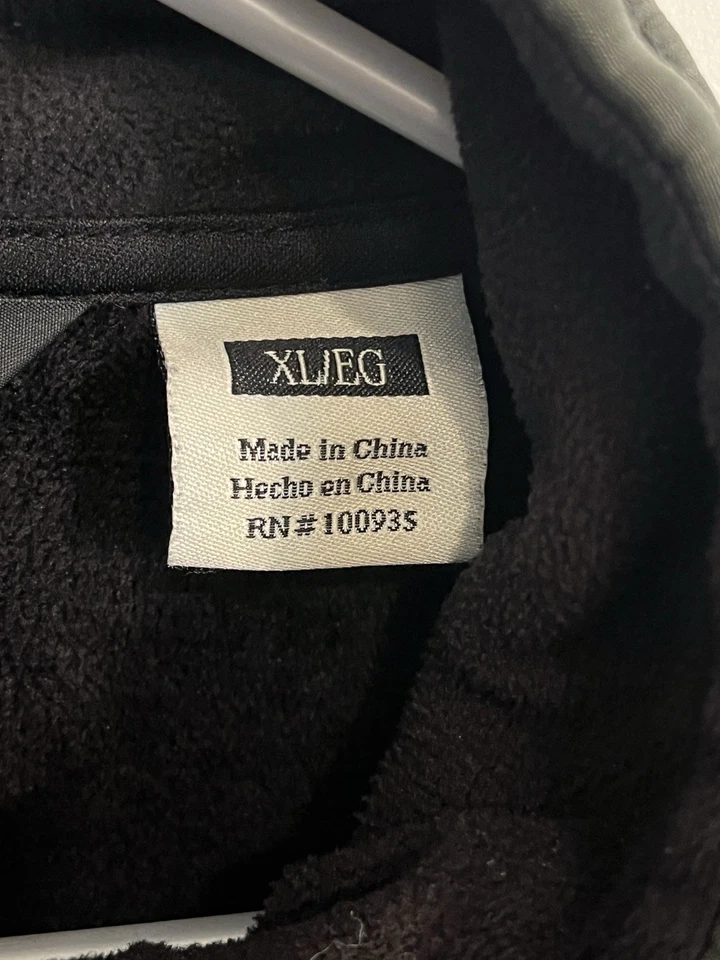 XL/EG
Made in China
Hecho en China
RN#100935